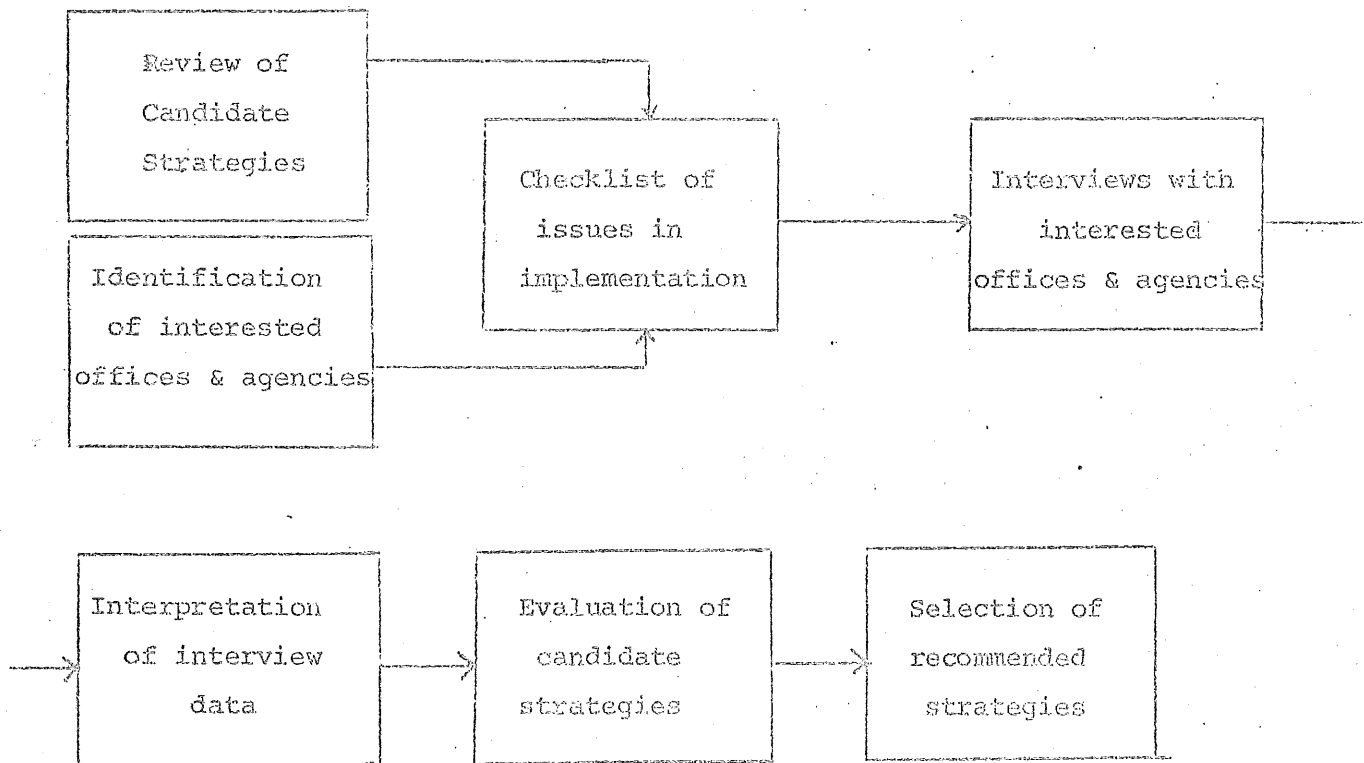 Review of
Candidate
Strategies
Identification
of interested
offices & agencies
Checklist of
issues in
implementation
Interviews with
interested
offices & agencies
Interpretation
of interview
data
Evaluation of
candidate
strategies
Selection of
recommended
strategies